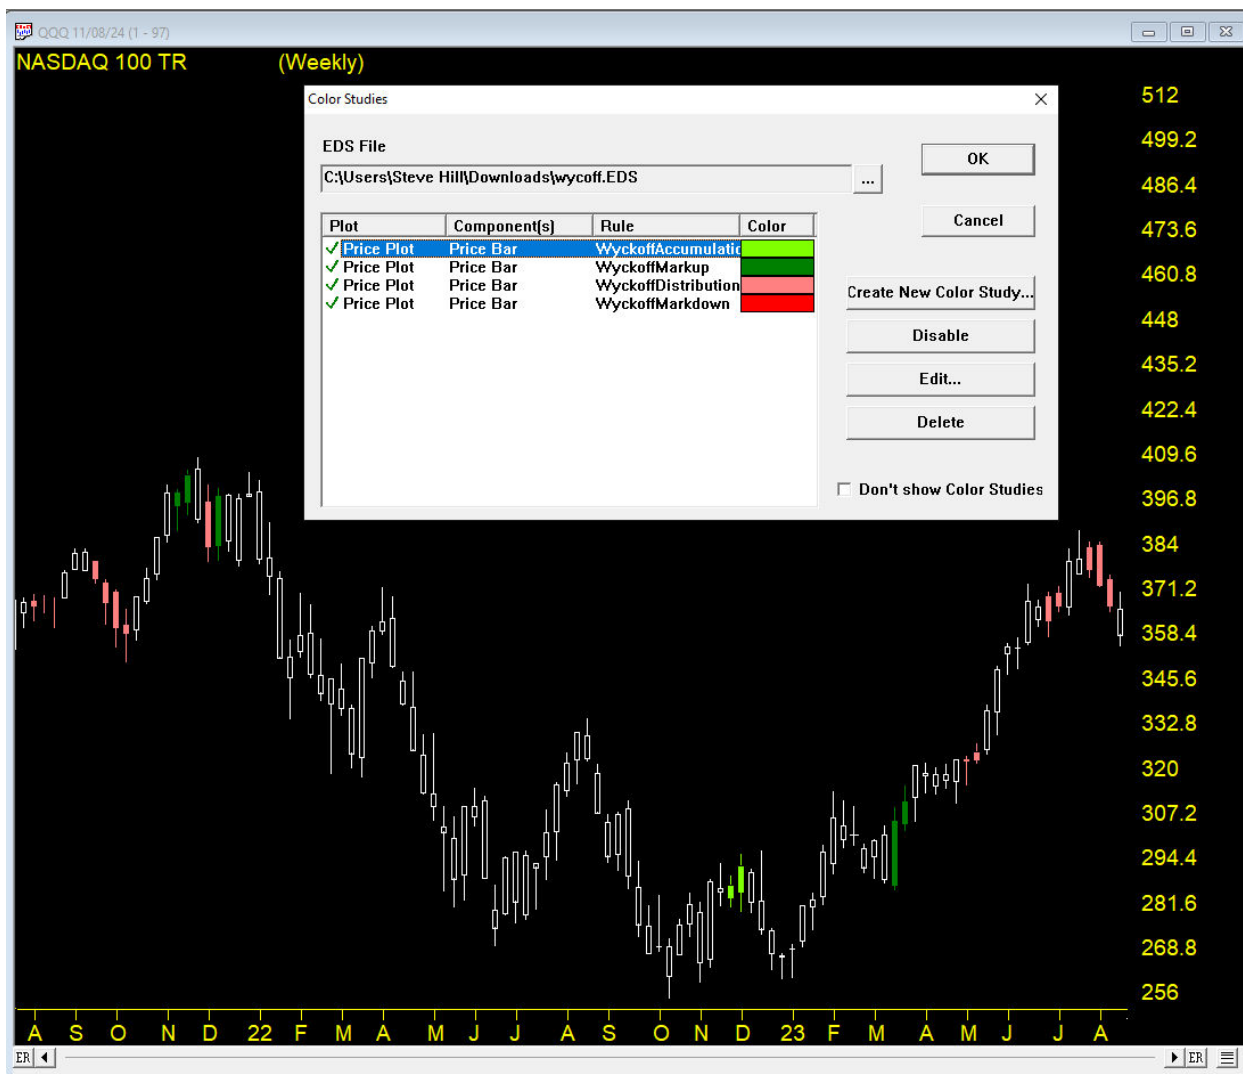 QQQ 11/08/24 (1 - 97)
NASDAQ 100 TR (Weekly)
Color Studies
EDS File
C:\Users\Steve Hill\Downloads\wycoff.EDS
...
OK
Cancel
Plot Component(s) Rule Color
Price Plot Price Bar WyckoffAccumulatic
Price Plot Price Bar WyckoffMarkup
Price Plot Price Bar WyckoffDistribution
Price Plot Price Bar WyckoffMarkdown
Create New Color Study...
Disable
Edit...
Delete
Don't show Color Studies
512
499.2
486.4
473.6
460.8
448
435.2
422.4
409.6
396.8
384
371.2
358.4
345.6
332.8
320
307.2
294.4
281.6
268.8
256
A S O N D 22 F M A M J J A S O N D 23 F M A M J J A
ER ER